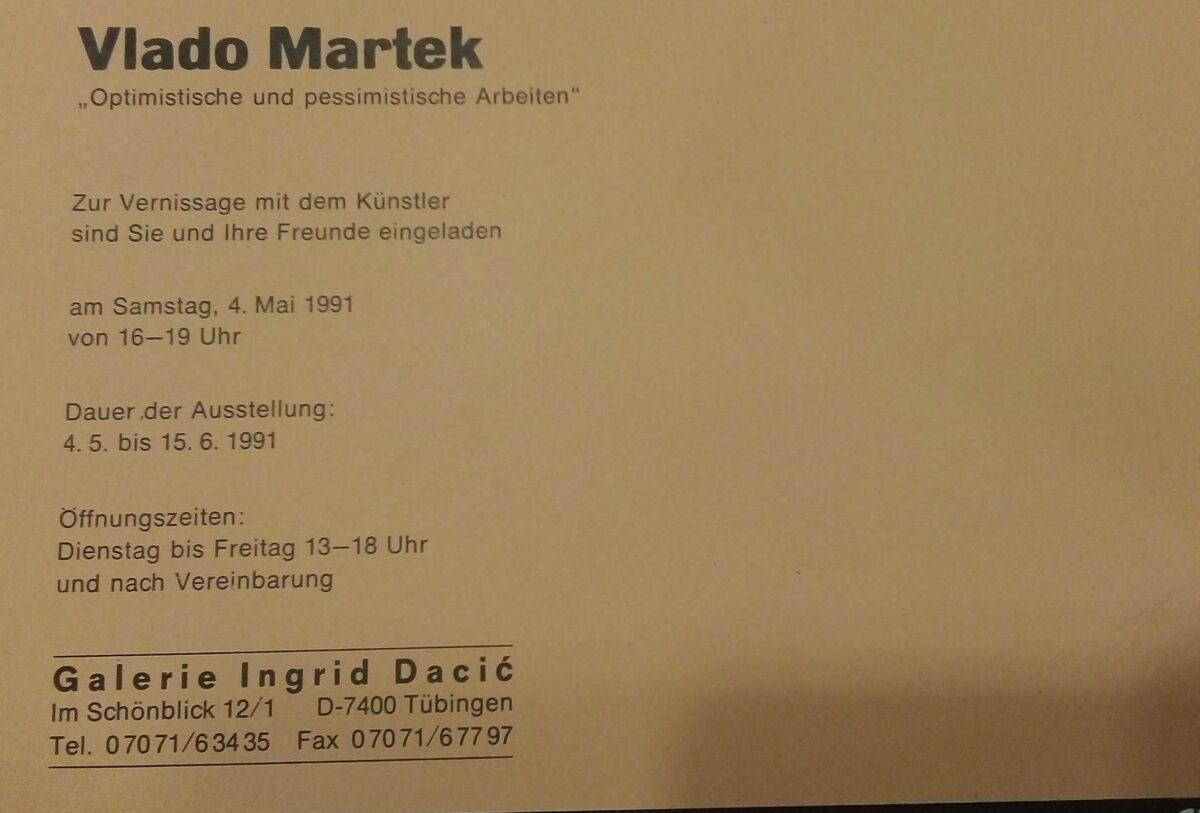 Vlado Martek
„Optimistische und pessimistische Arbeiten“
Zur Vernissage mit dem Künstler
sind Sie und Ihre Freunde eingeladen
am Samstag, 4. Mai 1991
von 16—19 Uhr
Dauer der Ausstellung:
4. 5. bis 15. 6. 1991
Öffnungszeiten:
Dienstag bis Freitag 13—18 Uhr
und nach Vereinbarung
Galerie Ingrid Dacić
Im Schönblick 12/1 D-7400 Tübingen
Tel. 07071/63435 Fax 07071/67797